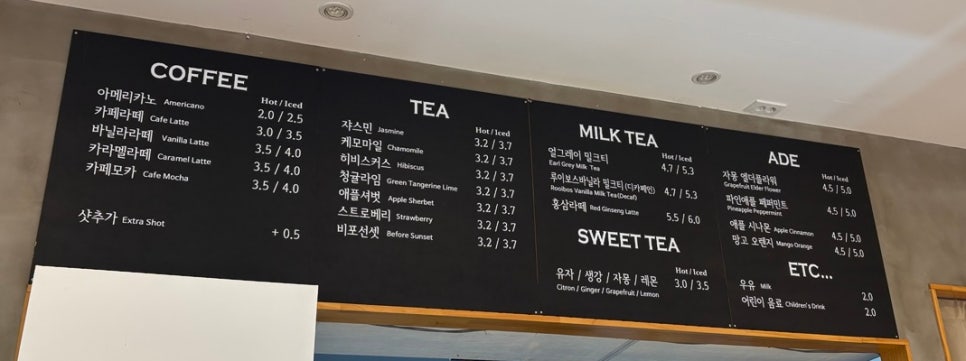 COFFEE
Hot / Iced
아메리카노 Americano 2.0 / 2.5
카페라떼 Cafe Latte 3.0 / 3.5
바닐라라떼 Vanilla Latte 3.5 / 4.0
카라멜라떼 Caramel Latte 3.5 / 4.0
카페모카 Cafe Mocha 3.5 / 4.0
샷추가 Extra Shot + 0.5
TEA
Hot / Iced
쟈스민 Jasmine 3.2 / 3.7
케모마일 Chamomile 3.2 / 3.7
히비스커스 Hibiscus 3.2 / 3.7
청귤라임 Green Tangerine Lime 3.2 / 3.7
애플셔벗 Apple Sherbet 3.2 / 3.7
스트로베리 Strawberry 3.2 / 3.7
비포선셋 Before Sunset 3.2 / 3.7
MILK TEA
Hot / Iced
얼그레이 밀크티 4.7 / 5.3
Earl Grey Milk Tea
루이보스바닐라 밀크티(디카페인) 4.7 / 5.3
Rooibos Vanilla Milk Tea(Decaf)
홍삼라떼 Red Ginseng Latte 5.5 / 6.0
SWEET TEA
Hot / Iced
유자 / 생강 / 자몽 / 레몬 3.0 / 3.5
Citron / Ginger / Grapefruit / Lemon
ADE
Hot / Iced
자몽 엘더플라워 4.5 / 5.0
Grapefruit Elder Flower
파인애플 페퍼민트 4.5 / 5.0
Pineapple Peppermint
애플 시나몬 Apple Cinnamon 4.5 / 5.0
망고 오렌지 Mango Orange 4.5 / 5.0
ETC...
우유 Milk 2.0
어린이 음료 Children's Drink 2.0